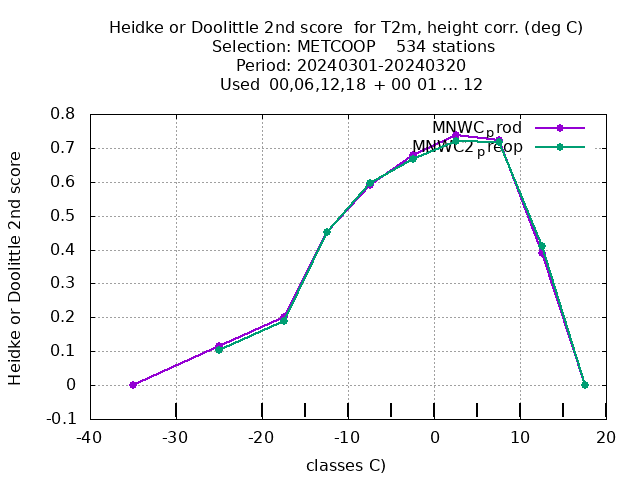 Heidke or Doolittle 2nd score  for T2m, height corr. (deg C)
Selection: METCOOP    534 stations
Period: 20240301-20240320
Used  00,06,12,18  + 00 01 ... 12
MNWC_prod
MNWC2_preop
Heidke or Doolittle 2nd score
0.8
0.7
0.6
0.5
0.4
0.3
0.2
0.1
0
-0.1
-40 -30 -20 -10 0 10 20
classes C)